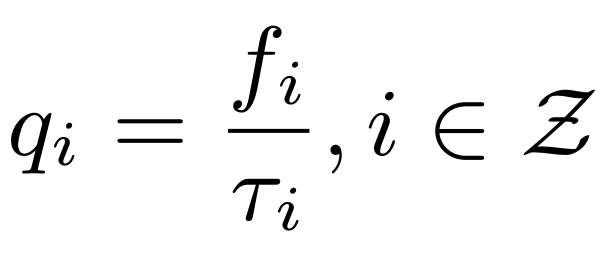 q_i = \frac{f_i}{\tau_i}, i \in \mathcal{Z}